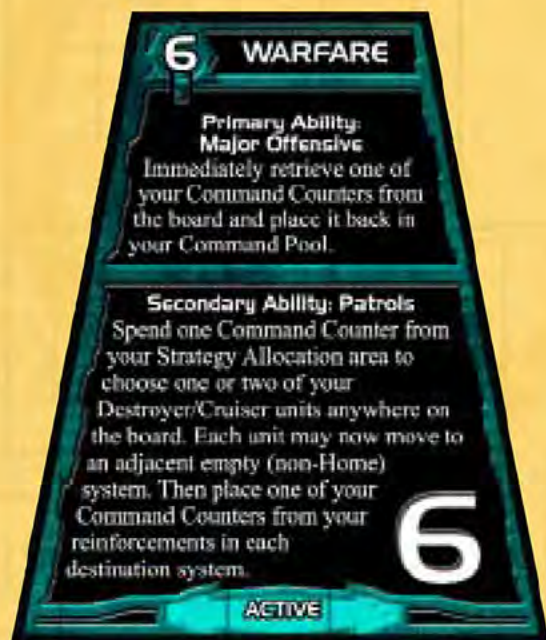 6 WARFARE
Primary Ability:
Major Offensive
Immediately retrieve one of
your Command Counters from
the board and place it back in
your Command Pool.
Secondary Ability: Patrols
Spend one Command Counter from
your Strategy Allocation area to
choose one or two of your
Destroyer/Cruiser units anywhere on
the board. Each unit may now move to
an adjacent empty (non-Home)
system. Then place one of your
Command Counters from your
reinforcements in each
destination system.
6
ACTIVE